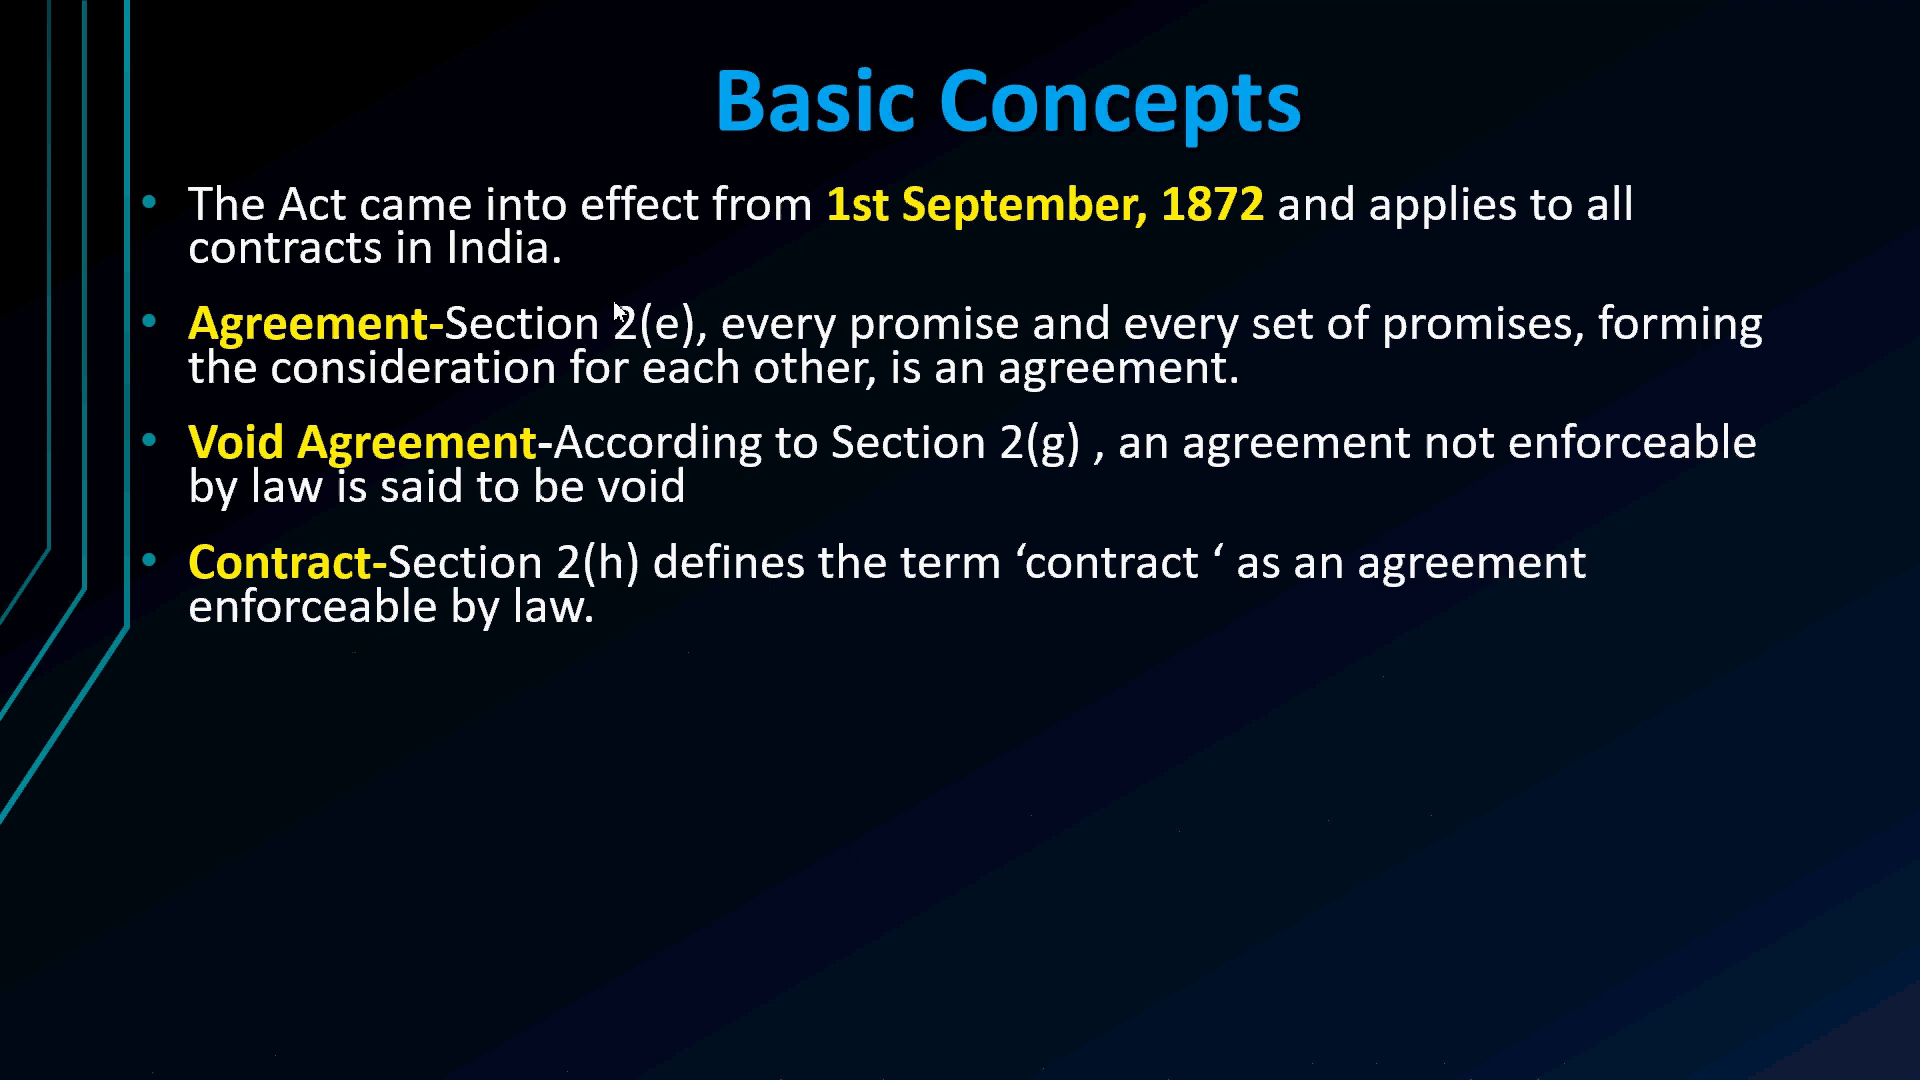 Basic Concepts
• The Act came into effect from 1st September, 1872 and applies to all
contracts in India.
• Agreement-Section 2(e), every promise and every set of promises, forming
the consideration for each other, is an agreement.
• Void Agreement-According to Section 2(g) , an agreement not enforceable
by law is said to be void
• Contract-Section 2(h) defines the term ‘contract ‘ as an agreement
enforceable by law.